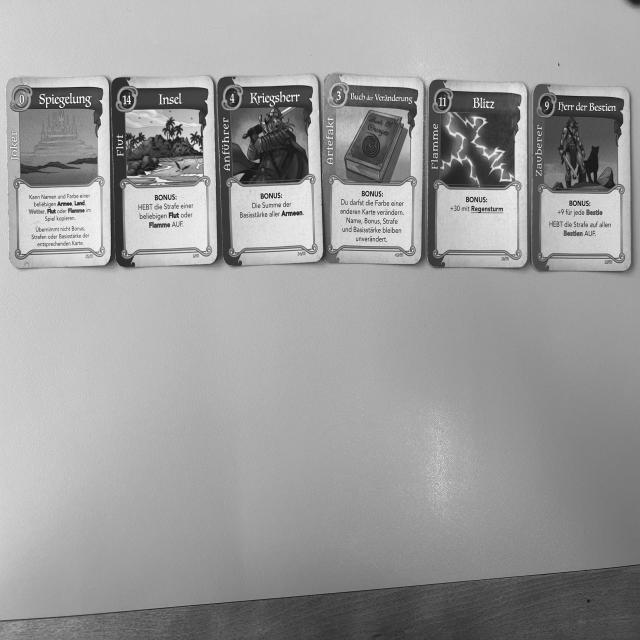 0 Spiegelung
Joker
Kann Namen und Farbe einer
beliebigen Armee, Land,
Wetter, Flut oder Flamme im
Spiel kopieren.
Übernimmt nicht Bonus,
Strafen oder Basisstärke der
entsprechenden Karte.
14 Insel
Flut
BONUS:
HEBT die Strafe einer
beliebigen Flut oder
Flamme AUF.
4 Kriegsherr
Anführer
BONUS:
Die Summe der
Basisstärke aller Armeen.
3 Buch der Veränderung
Artefakt
BONUS:
Du darfst die Farbe einer
anderen Karte verändern.
Name, Bonus, Strafe
und Basisstärke bleiben
unverändert.
11 Blitz
Flamme
BONUS:
+30 mit Regensturm
9 Herr der Bestien
Zauberer
BONUS:
+9 für jede Bestie
HEBT die Strafe auf allen
Bestien AUF.